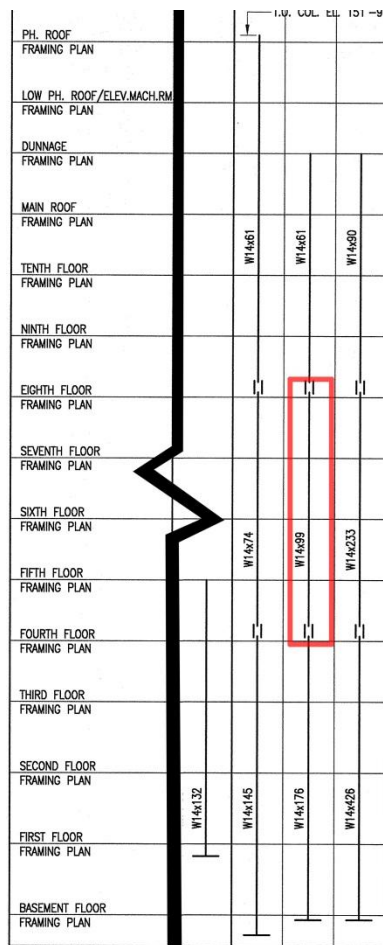 T.O. COL. EL. 151'-9
PH. ROOF
FRAMING PLAN
LOW PH. ROOF/ELEV.MACH.RM
FRAMING PLAN
DUNNAGE
FRAMING PLAN
MAIN ROOF
FRAMING PLAN
W14x61
W14x61
W14x90
TENTH FLOOR
FRAMING PLAN
NINTH FLOOR
FRAMING PLAN
EIGHTH FLOOR
FRAMING PLAN
SEVENTH FLOOR
FRAMING PLAN
SIXTH FLOOR
FRAMING PLAN
W14x74
W14x99
W14x233
FIFTH FLOOR
FRAMING PLAN
FOURTH FLOOR
FRAMING PLAN
THIRD FLOOR
FRAMING PLAN
SECOND FLOOR
FRAMING PLAN
W14x132
W14x145
W14x176
W14x426
FIRST FLOOR
FRAMING PLAN
BASEMENT FLOOR
FRAMING PLAN